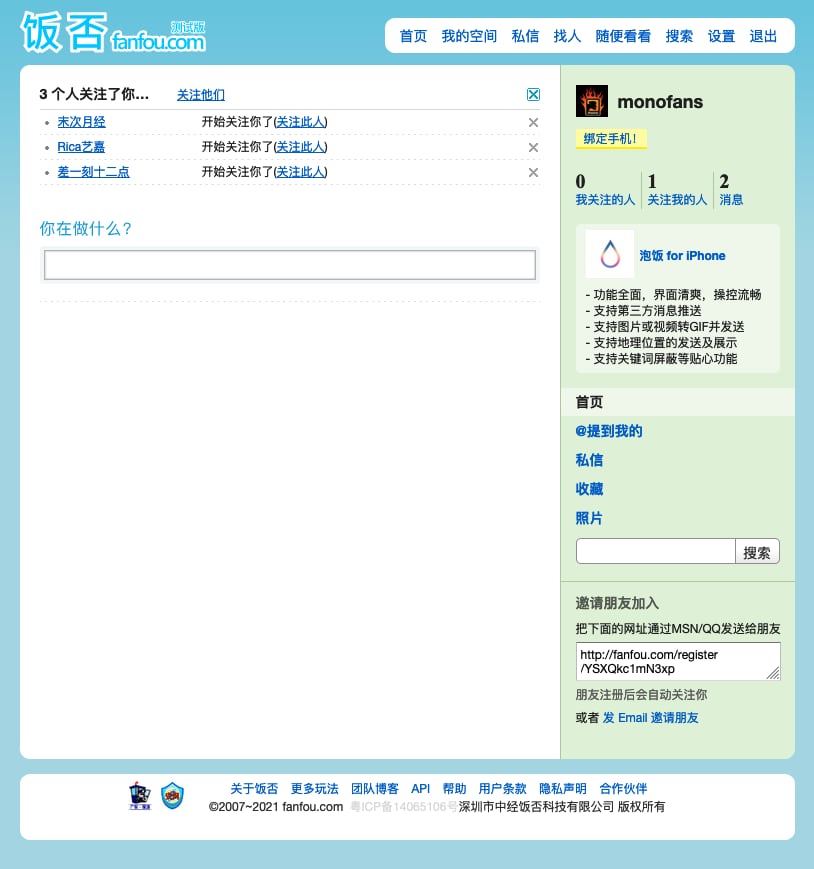 饭否 测试版 fanfou.com
首页 我的空间 私信 找人 随便看看 搜索 设置 退出
3 个人关注了你... 关注他们
末次月经 开始关注你了(关注此人)
Rica艺嘉 开始关注你了(关注此人)
差一刻十二点 开始关注你了(关注此人)
你在做什么?
monofans
绑定手机!
0 1 2
我关注的人 关注我的人 消息
泡饭 for iPhone
- 功能全面，界面清爽，操控流畅
- 支持第三方消息推送
- 支持图片或视频转GIF并发送
- 支持地理位置的发送及展示
- 支持关键词屏蔽等贴心功能
首页
@提到我的
私信
收藏
照片
搜索
邀请朋友加入
把下面的网址通过MSN/QQ发送给朋友
http://fanfou.com/register
/YSXQkc1mN3xp
朋友注册后会自动关注你
或者 发 Email 邀请朋友
关于饭否 更多玩法 团队博客 API 帮助 用户条款 隐私声明 合作伙伴
©2007~2021 fanfou.com 粤ICP备14065106号深圳市中经饭否科技有限公司 版权所有